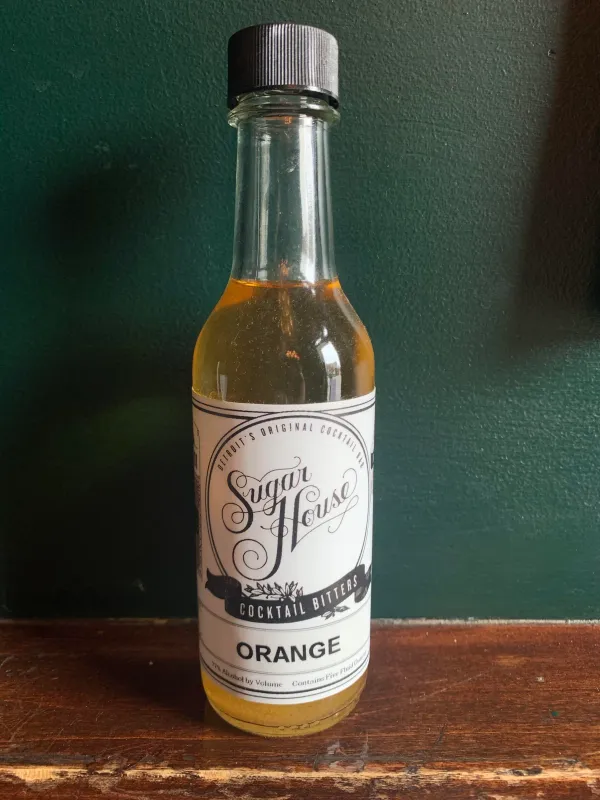 DETROIT'S ORIGINAL COCKTAIL BAR
Sugar
House
COCKTAIL BITTERS
ORANGE
Alcohol by Volume Contains Five Fluid